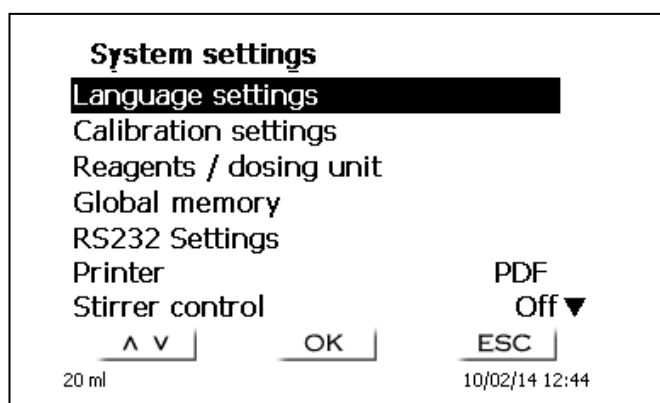 System settings
Language settings
Calibration settings
Reagents / dosing unit
Global memory
RS232 Settings
Printer PDF
Stirrer control Off ▼
∧ ∨ OK ESC
20 ml 10/02/14 12:44